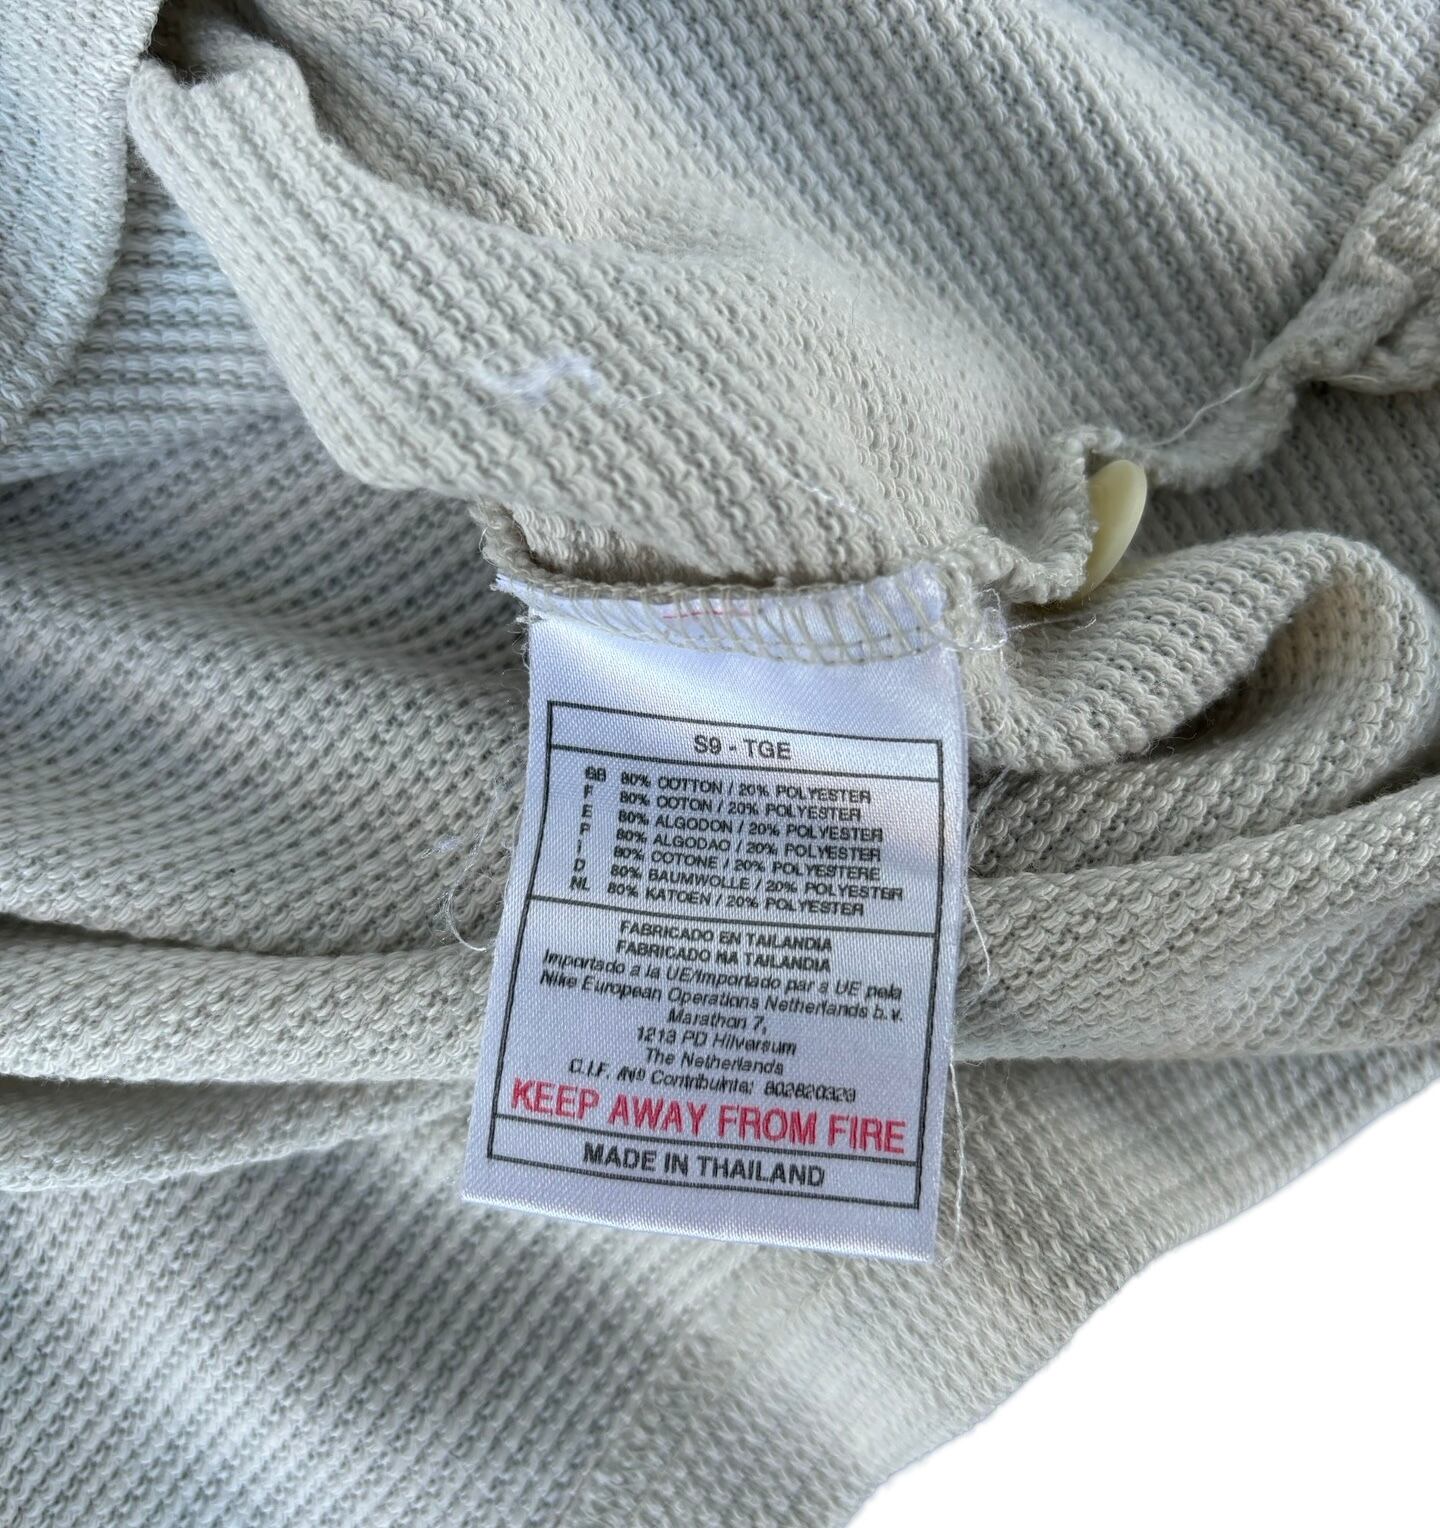 S9 - TGE
GB 80% COTTON / 20% POLYESTER
F 80% COTON / 20% POLYESTER
E 80% ALGODON / 20% POLYESTER
P 80% ALGODAO / 20% POLYESTER
I 80% COTONE / 20% POLYESTERE
D 80% BAUMWOLLE / 20% POLYESTER
NL 80% KATOEN / 20% POLYESTER
FABRICADO EN TAILANDIA
FABRICADO NA TAILANDIA
Importado a la UE/Importado para UE pela
Nike European Operations Netherlands b.v.
Marathon 7,
1213 PD Hilversum
The Netherlands
C.I.F. /Nº Contribuinte: 802820323
KEEP AWAY FROM FIRE
MADE IN THAILAND